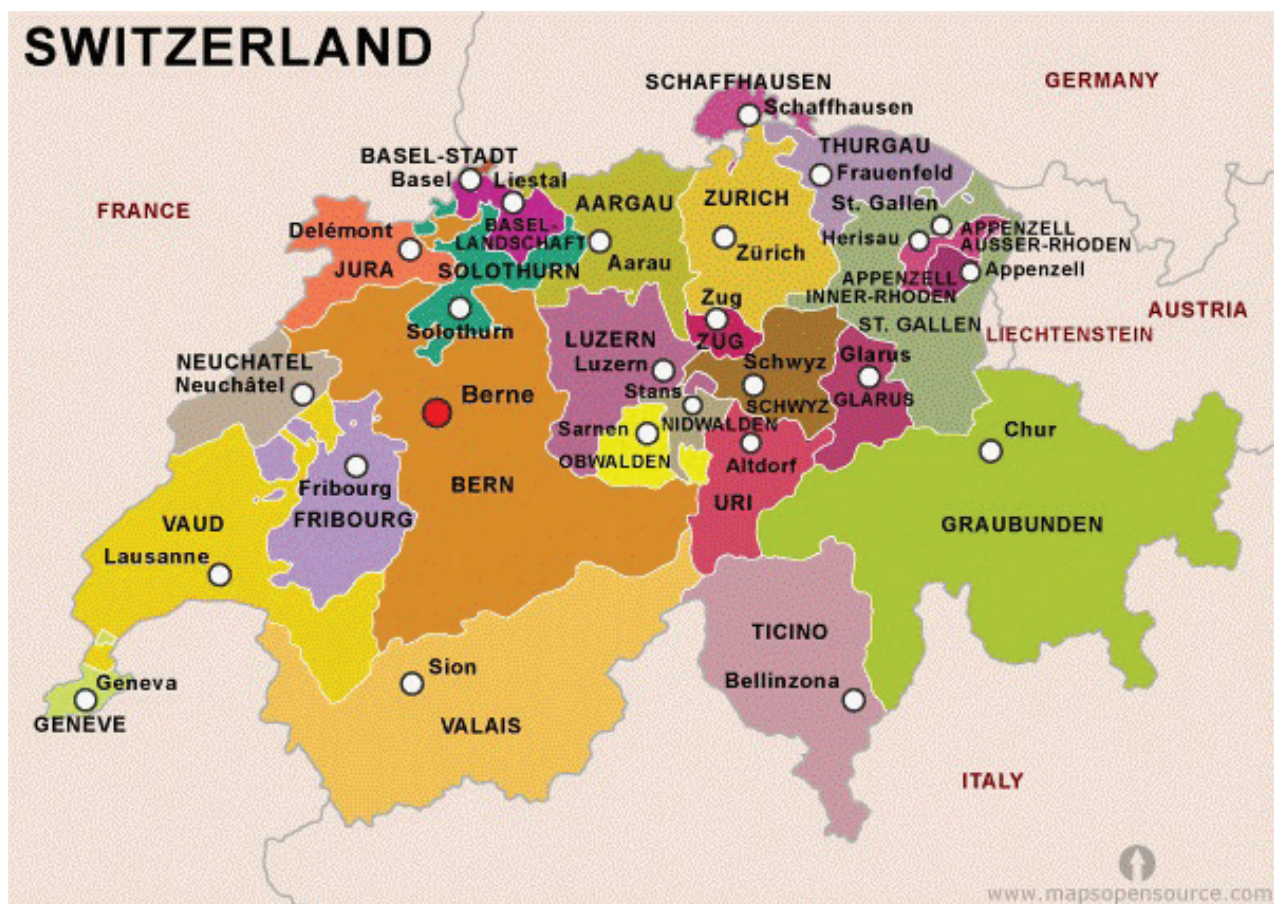 SWITZERLAND
SCHAFFHAUSEN
GERMANY
Schaffhausen
THURGAU
BASEL-STADT
Basel
Liestal
Frauenfeld
FRANCE
AARGAU
ZURICH
St. Gallen
Delémont
BASEL-
LANDSCHAFT
Herisau
APPENZELL
AUSSER-RHODEN
Zürich
JURA
SOLOTHURN
Aarau
Appenzell
APPENZELL
INNER-RHODEN
Zug
AUSTRIA
Solothurn
LUZERN
ZUG
ST. GALLEN
LIECHTENSTEIN
NEUCHATEL
Neuchâtel
Luzern
Schwyz
Glarus
Stans
Berne
SCHWYZ
GLARUS
Sarnen
NIDWALDEN
Chur
OBWALDEN
Altdorf
Fribourg
BERN
URI
VAUD
FRIBOURG
GRAUBUNDEN
Lausanne
TICINO
Sion
Geneva
Bellinzona
GENEVE
VALAIS
ITALY
www.mapsopensource.com